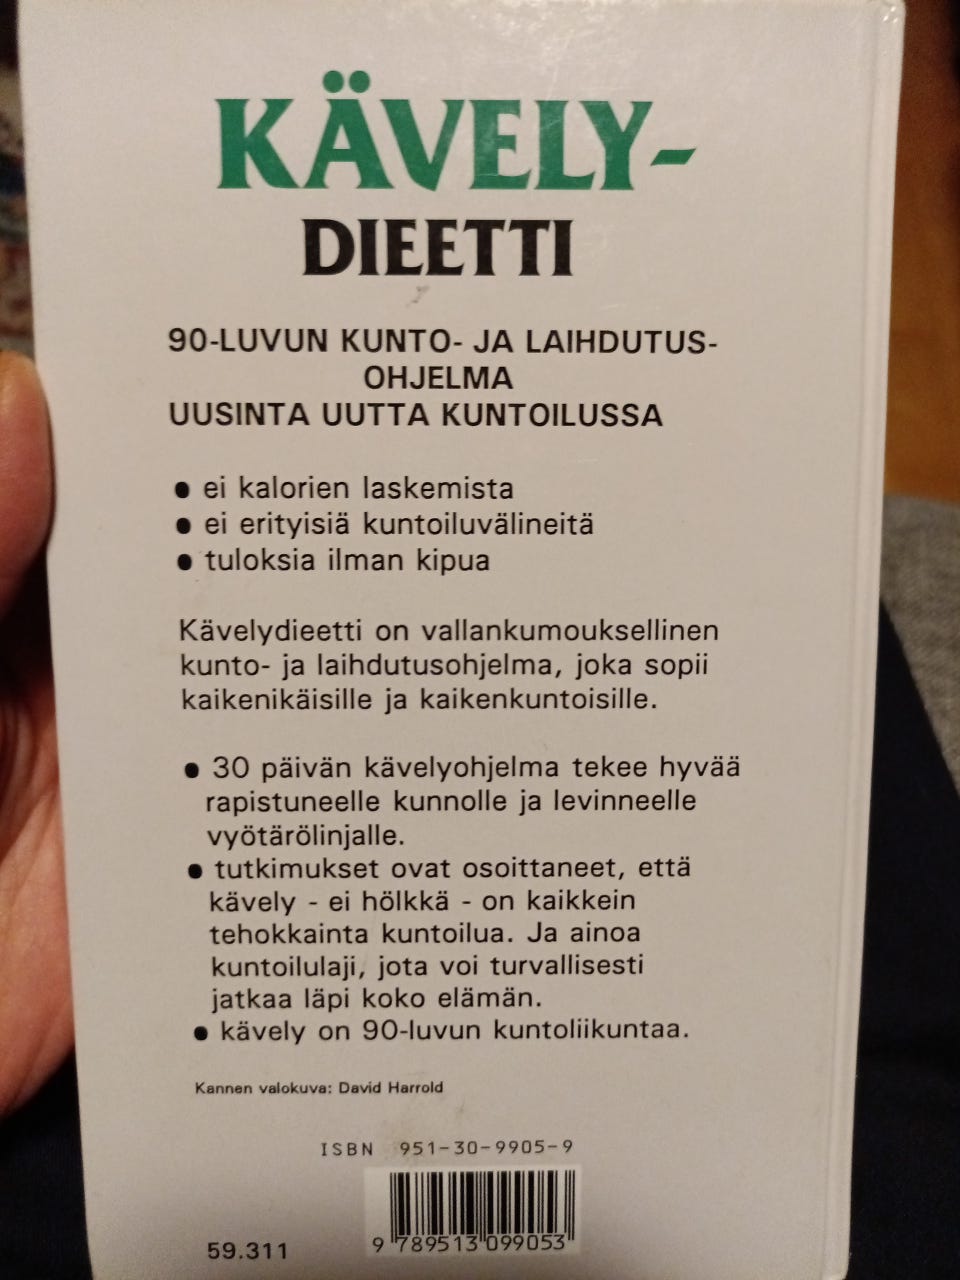 KÄVELY-
DIEETTI
90-LUVUN KUNTO- JA LAIHDUTUS-
OHJELMA
UUSINTA UUTTA KUNTOILUSSA
● ei kalorien laskemista
● ei erityisiä kuntoiluvälineitä
● tuloksia ilman kipua
Kävelydieetti on vallankumouksellinen
kunto- ja laihdutusohjelma, joka sopii
kaikenikäisille ja kaikenkuntoisille.
● 30 päivän kävelyohjelma tekee hyvää
rapistuneelle kunnolle ja levinneelle
vyötärölinjalle.
● tutkimukset ovat osoittaneet, että
kävely - ei hölkkä - on kaikkein
tehokkainta kuntoilua. Ja ainoa
kuntoilulaji, jota voi turvallisesti
jatkaa läpi koko elämän.
● kävely on 90-luvun kuntoliikuntaa.
Kannen valokuva: David Harrold
ISBN 951-30-9905-9
9 789513 099053
59.311